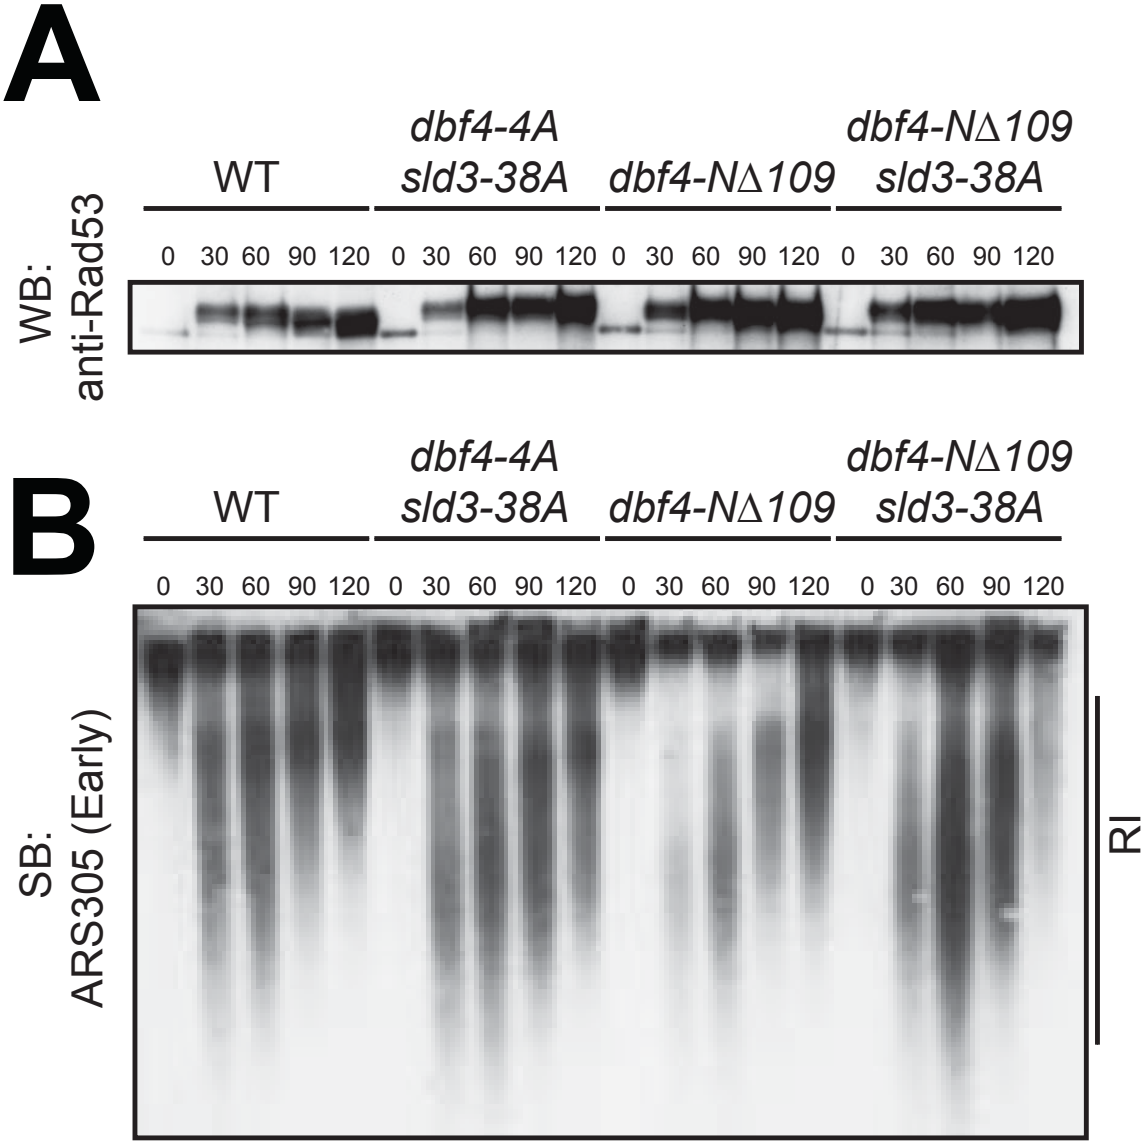 A
dbf4-4A dbf4-NΔ109
WT sld3-38A dbf4-NΔ109 sld3-38A
0 30 60 90 120 0 30 60 90 120 0 30 60 90 120 0 30 60 90 120
WB:
anti-Rad53
B
dbf4-4A dbf4-NΔ109
WT sld3-38A dbf4-NΔ109 sld3-38A
0 30 60 90 120 0 30 60 90 120 0 30 60 90 120 0 30 60 90 120
SB:
ARS305 (Early)
RI